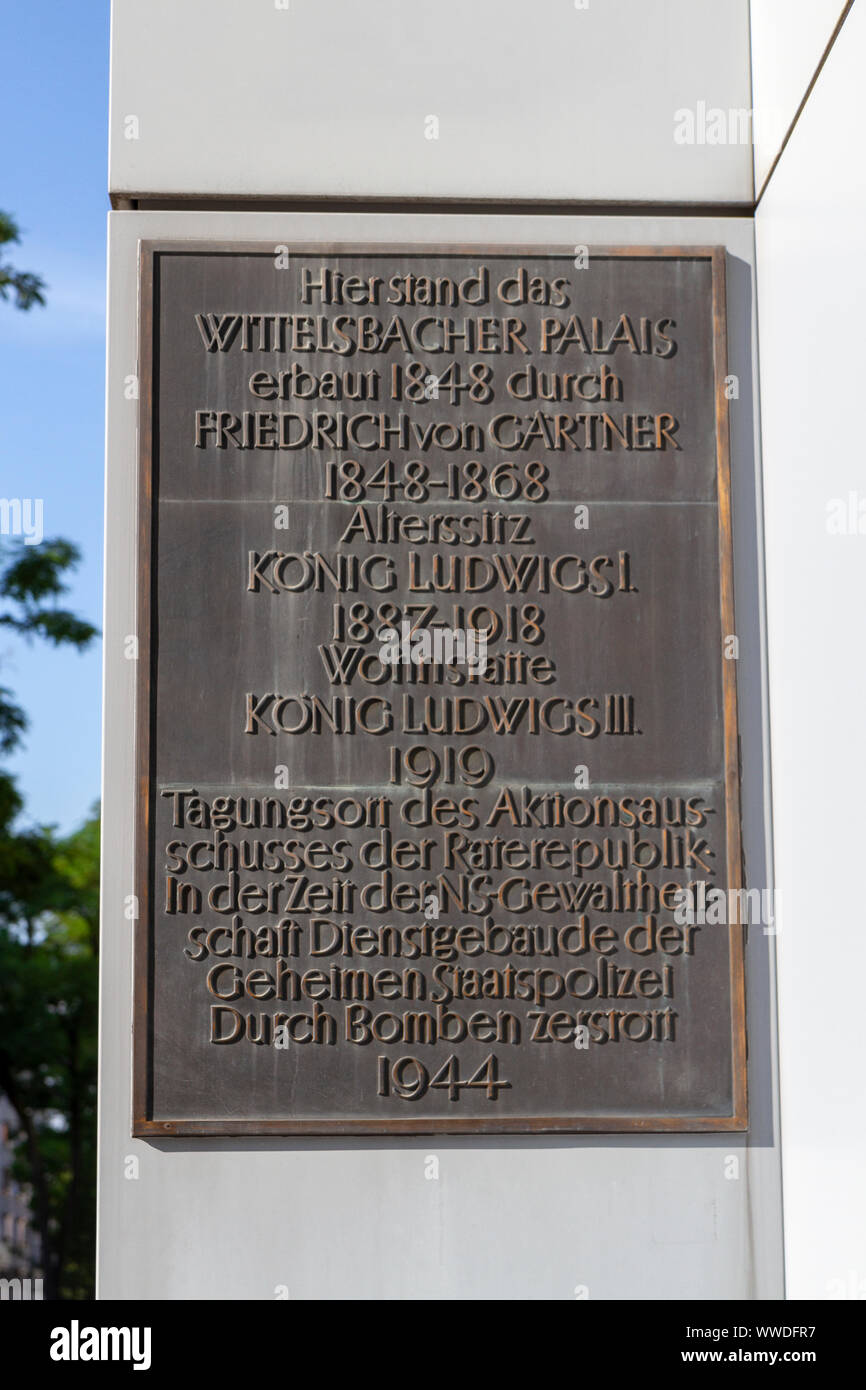 Hier stand das
WITTELSBACHER PALAIS
erbaut 1848 durch
FRIEDRICH von GÄRTNER
1848-1868
Alterssitz
KÖNIG LUDWIGS I.
1887-1918
Wohnstätte
KÖNIG LUDWIGS III.
1919
Tagungsort des Aktionsaus-
schusses der Räterepublik.
In der Zeit der NS-Gewaltherr
schaft Dienstgebäude der
Geheimen Staatspolizei
Durch Bomben zerstört
1944
alamy
Image ID: WWDFR7
www.alamy.com